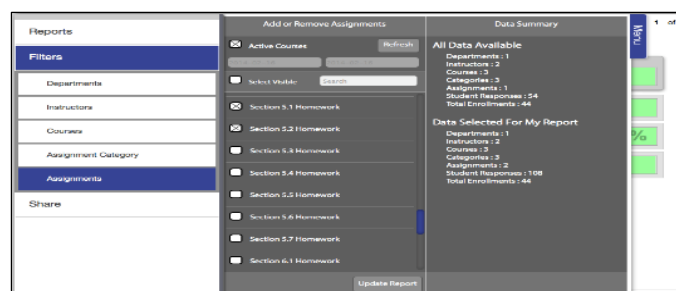 Reports
Filters
Departments
Instructors
Courses
Assignment Category
Assignments
Share
Add or Remove Assignments
Active Courses
Refresh
Select Visible
Search
Section 5.1 Homework
Section 5.2 Homework
Section 5.3 Homework
Section 5.4 Homework
Section 5.5 Homework
Section 5.6 Homework
Section 5.7 Homework
Section 6.1 Homework
Update Report
Data Summary
All Data Available
Departments : 1
Instructors : 2
Courses : 3
Categories : 3
Assignments : 1
Student Responses : 54
Total Enrollments : 44
Data Selected For My Report
Departments : 1
Instructors : 2
Courses : 3
Categories : 3
Assignments : 2
Student Responses : 108
Total Enrollments : 44
Menu
1 of
%